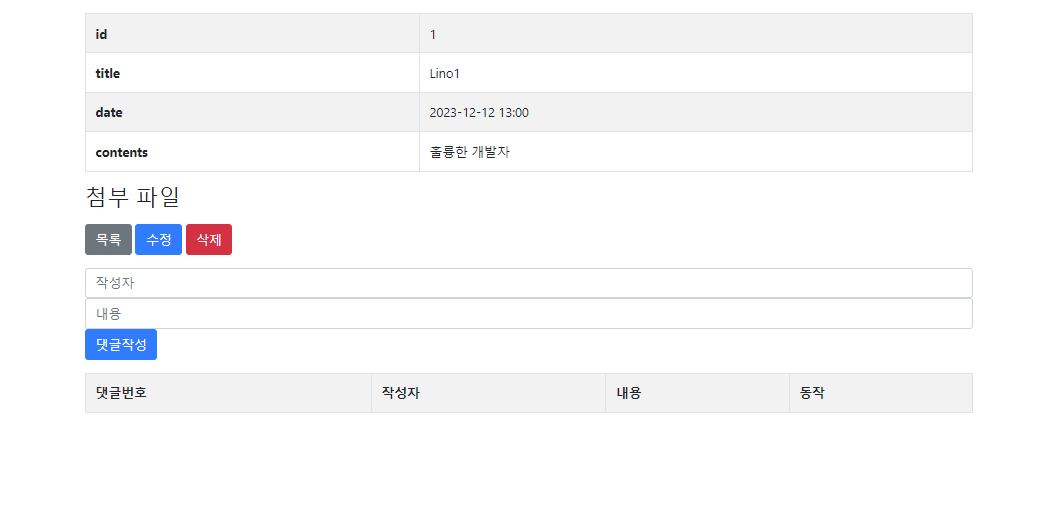 id 1
title Lino1
date 2023-12-12 13:00
contents 훌륭한 개발자
첨부 파일
목록 수정 삭제
작성자
내용
댓글작성
댓글번호 작성자 내용 동작